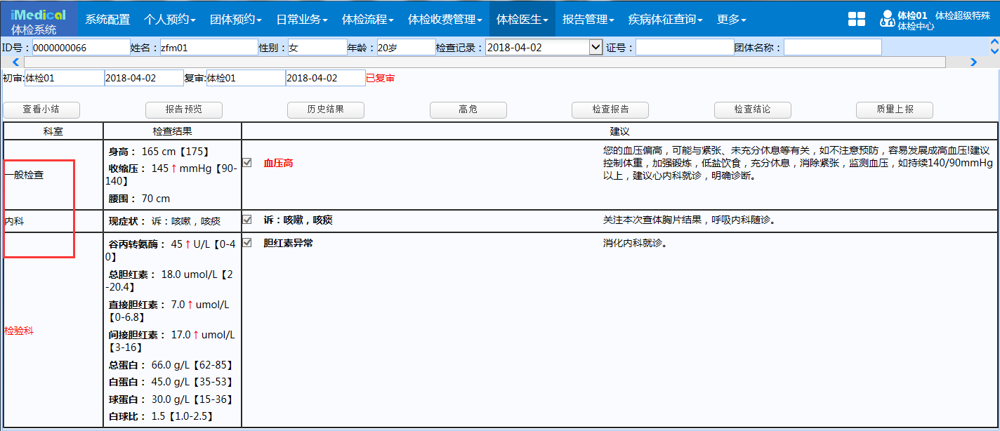 iMedical
体检系统
系统配置 个人预约 团体预约 日常业务 体检流程 体检收费管理 体检医生 报告管理 疾病体征查询 更多
体检01 体检超级特殊
体检中心
ID号：0000000066 姓名：zfm01 性别：女 年龄：20岁 检查记录：2018-04-02 证号： 团体名称：
初审:体检01 2018-04-02 复审:体检01 2018-04-02 已复审
查看小结 报告预览 历史结果 高危 检查报告 检查结论 质量上报
科室 检查结果 建议
一般检查
身高： 165 cm【175】
收缩压： 145↑mmHg【90-
140】
腰围： 70 cm
血压高
您的血压偏高，可能与紧张、未充分休息等有关，如不注意预防，容易发展成高血压!建议
控制体重，加强锻炼，低盐饮食，充分休息，消除紧张，监测血压，如持续140/90mmHg
以上，建议心内科就诊，明确诊断。
内科
现症状： 诉：咳嗽，咳痰
诉：咳嗽，咳痰
关注本次查体胸片结果，呼吸内科随诊。
检验科
谷丙转氨酶： 45↑U/L【0-4
0】
总胆红素： 18.0 umol/L【2
-20.4】
直接胆红素： 7.0↑umol/L
【0-6.8】
间接胆红素： 17.0↑umol/L
【3-16】
总蛋白： 66.0 g/L【62-85】
白蛋白： 45.0 g/L【35-53】
球蛋白： 30.0 g/L【15-36】
白球比： 1.5【1.0-2.5】
胆红素异常
消化内科就诊。